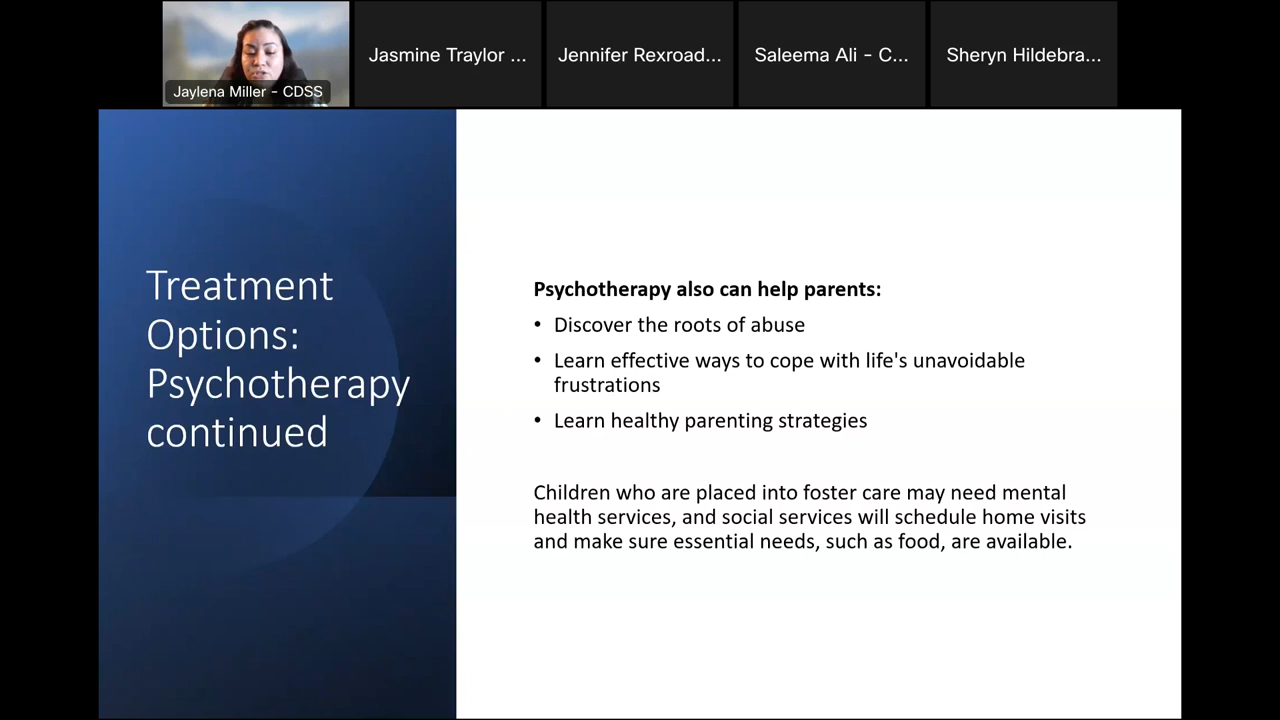 Jaylena Miller - CDSS
Jasmine Traylor ...
Jennifer Rexroad...
Saleema Ali - C...
Sheryn Hildebra...
Treatment
Options:
Psychotherapy
continued
Psychotherapy also can help parents:
• Discover the roots of abuse
• Learn effective ways to cope with life's unavoidable
frustrations
• Learn healthy parenting strategies
Children who are placed into foster care may need mental
health services, and social services will schedule home visits
and make sure essential needs, such as food, are available.